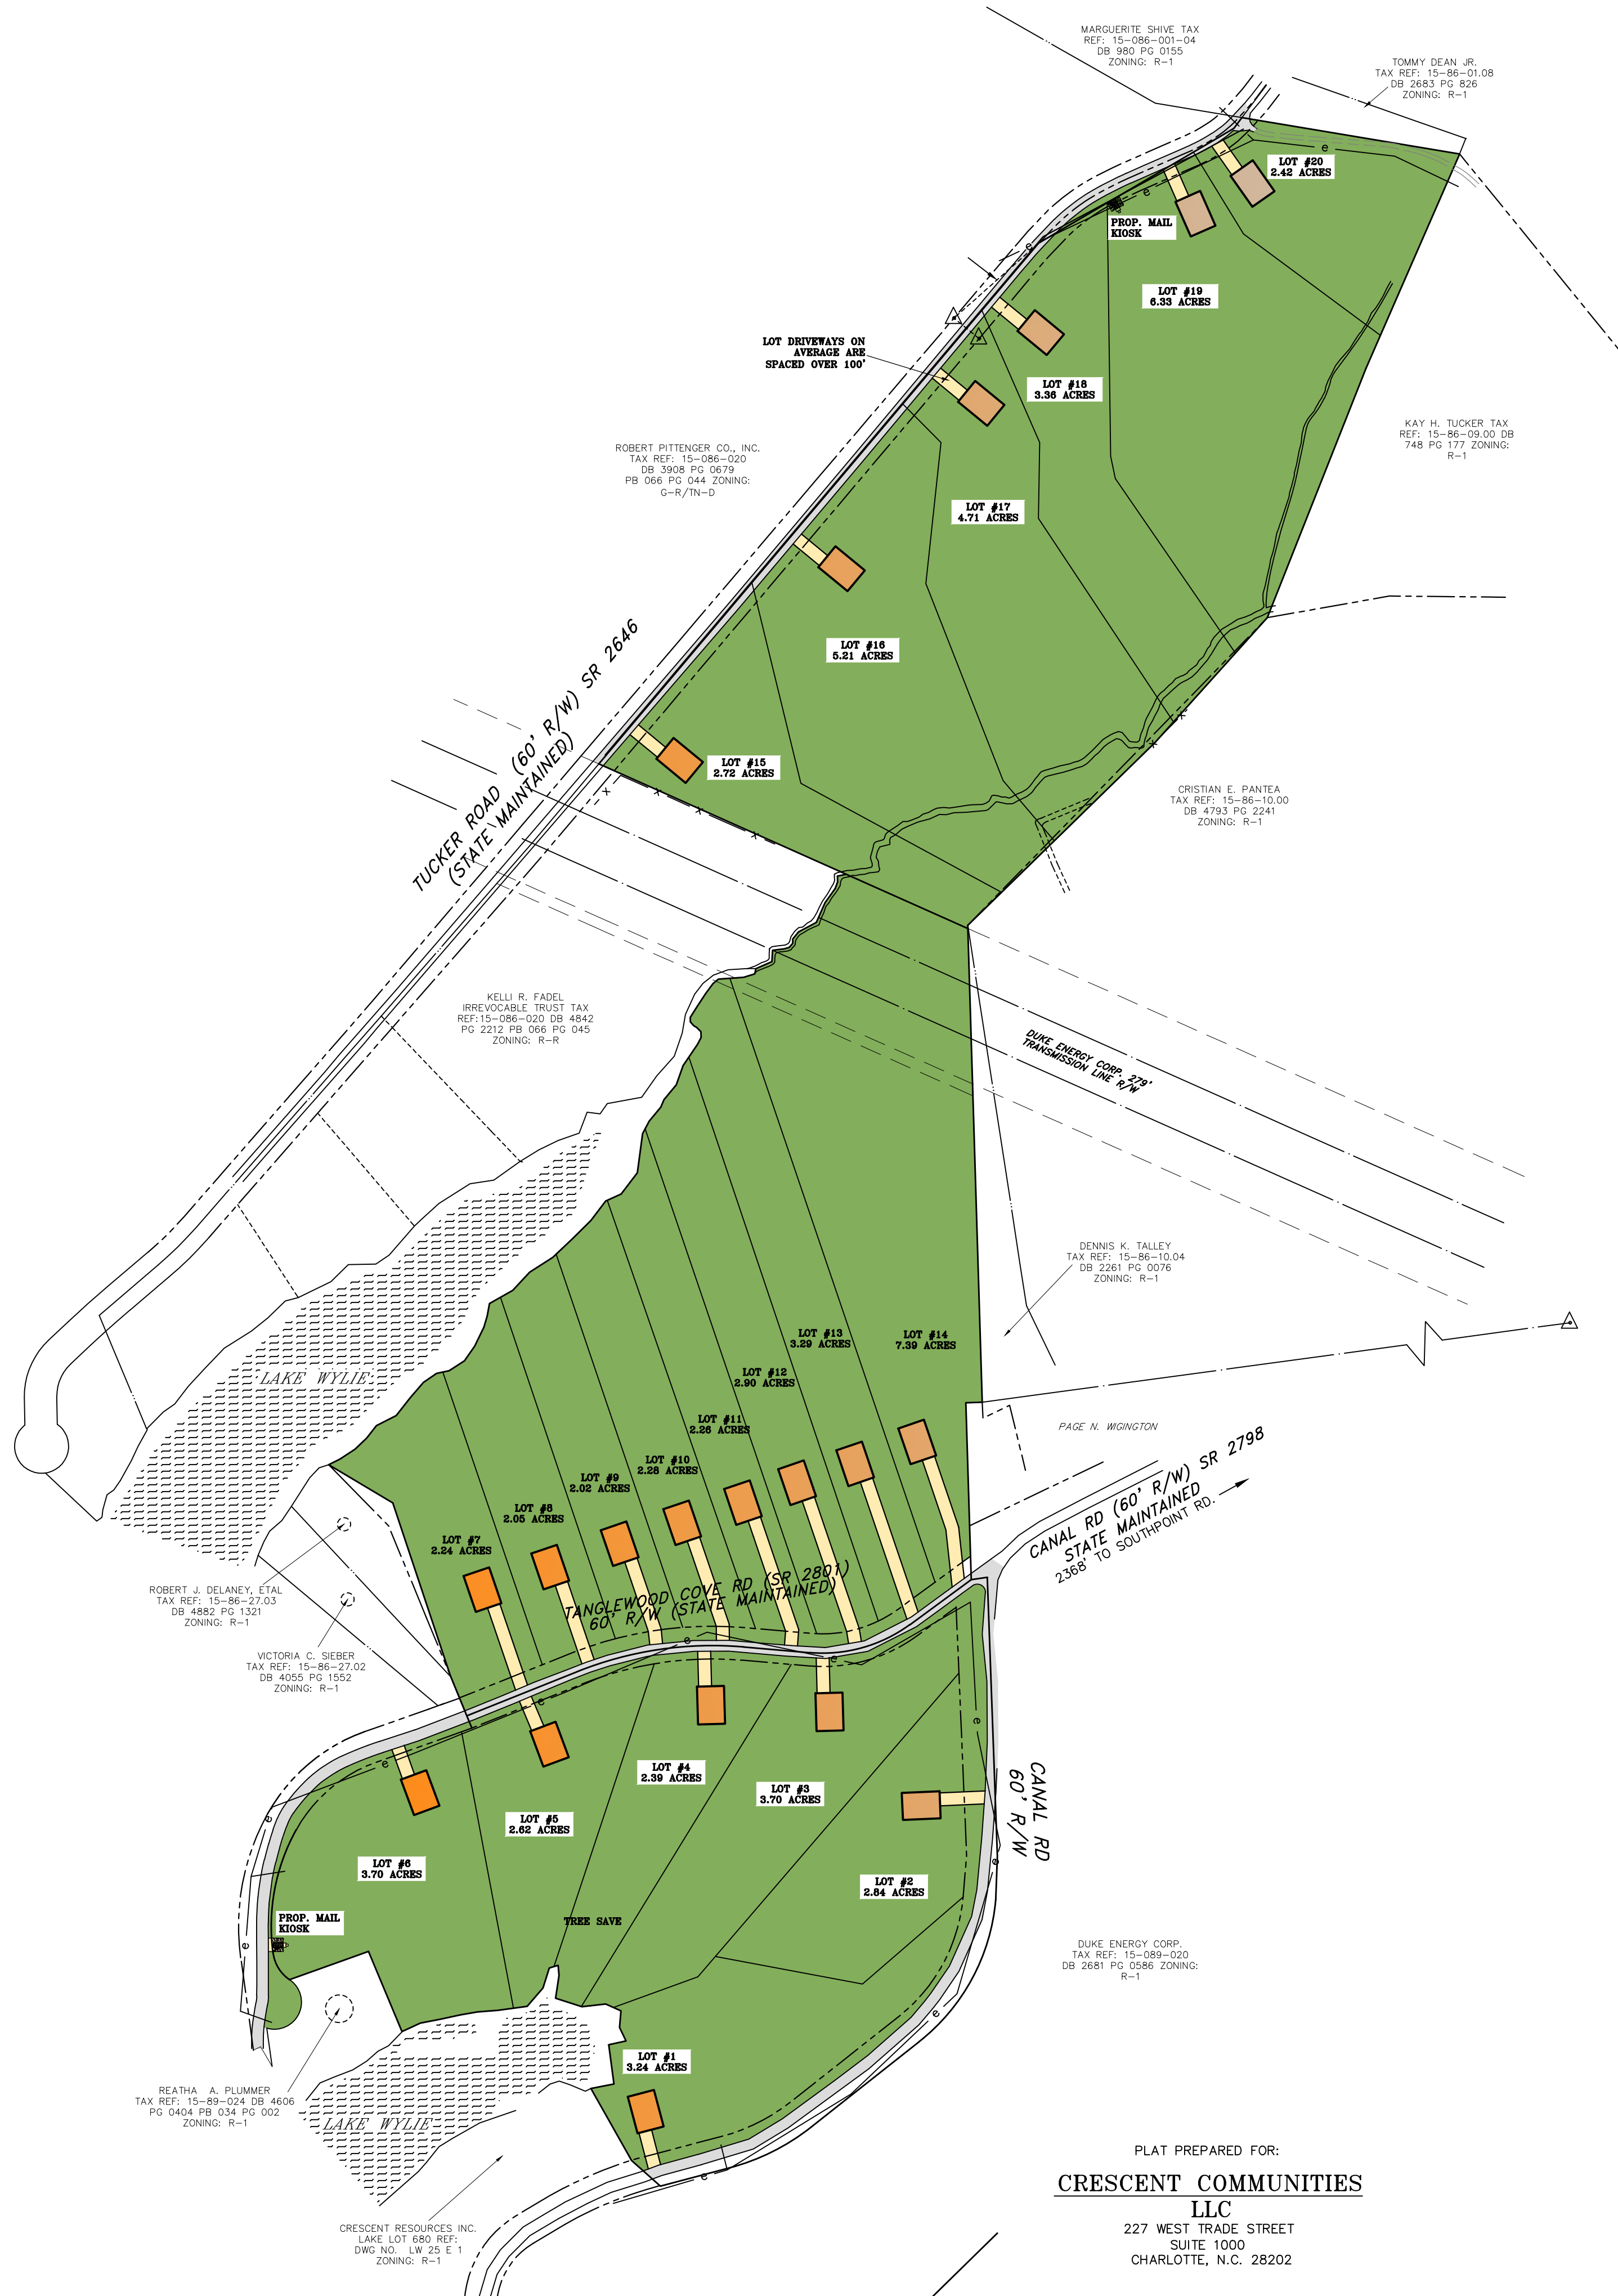 MARGUERITE SHIVE TAX
REF: 15-086-001-04
DB 980 PG 0155
ZONING: R-1
TOMMY DEAN JR.
TAX REF: 15-86-01.08
DB 2683 PG 826
ZONING: R-1
LOT #20
2.42 ACRES
PROP. MAIL
KIOSK
LOT #19
6.33 ACRES
LOT DRIVEWAYS ON
AVERAGE ARE
SPACED OVER 100'
LOT #18
3.36 ACRES
KAY H. TUCKER TAX
REF: 15-86-09.00 DB
748 PG 177 ZONING:
R-1
ROBERT PITTENGER CO., INC.
TAX REF: 15-086-020
DB 3908 PG 0679
PB 066 PG 044 ZONING:
G-R/TN-D
LOT #17
4.71 ACRES
LOT #16
5.21 ACRES
TUCKER ROAD (60' R/W) SR 2646
(STATE MAINTAINED)
LOT #15
2.72 ACRES
CRISTIAN E. PANTEA
TAX REF: 15-86-10.00
DB 4793 PG 2241
ZONING: R-1
KELLI R. FADEL
IRREVOCABLE TRUST TAX
REF:15-086-020 DB 4842
PG 2212 PB 066 PG 045
ZONING: R-R
DUKE ENERGY CORP. 279'
TRANSMISSION LINE R/W
DENNIS K. TALLEY
TAX REF: 15-86-10.04
DB 2261 PG 0076
ZONING: R-1
LOT #13
3.29 ACRES
LOT #14
7.39 ACRES
LAKE WYLIE
LOT #12
2.90 ACRES
LOT #11
2.26 ACRES
PAGE N. WIGINGTON
LOT #10
2.28 ACRES
LOT #9
2.02 ACRES
LOT #8
2.05 ACRES
LOT #7
2.24 ACRES
CANAL RD (60' R/W) SR 2798
STATE MAINTAINED
2368' TO SOUTHPOINT RD.
TANGLEWOOD COVE RD (SR 2801)
60' R/W (STATE MAINTAINED)
ROBERT J. DELANEY, ETAL
TAX REF: 15-86-27.03
DB 4882 PG 1321
ZONING: R-1
VICTORIA C. SIEBER
TAX REF: 15-86-27.02
DB 4055 PG 1552
ZONING: R-1
LOT #4
2.39 ACRES
LOT #3
3.70 ACRES
CANAL RD
60' R/W
LOT #5
2.62 ACRES
LOT #6
3.70 ACRES
LOT #2
2.84 ACRES
TREE SAVE
PROP. MAIL
KIOSK
DUKE ENERGY CORP.
TAX REF: 15-089-020
DB 2681 PG 0586 ZONING:
R-1
LOT #1
3.24 ACRES
REATHA A. PLUMMER
TAX REF: 15-89-024 DB 4606
PG 0404 PB 034 PG 002
ZONING: R-1
LAKE WYLIE
CRESCENT RESOURCES INC.
LAKE LOT 680 REF:
DWG NO. LW 25 E 1
ZONING: R-1
PLAT PREPARED FOR:
CRESCENT COMMUNITIES
LLC
227 WEST TRADE STREET
SUITE 1000
CHARLOTTE, N.C. 28202